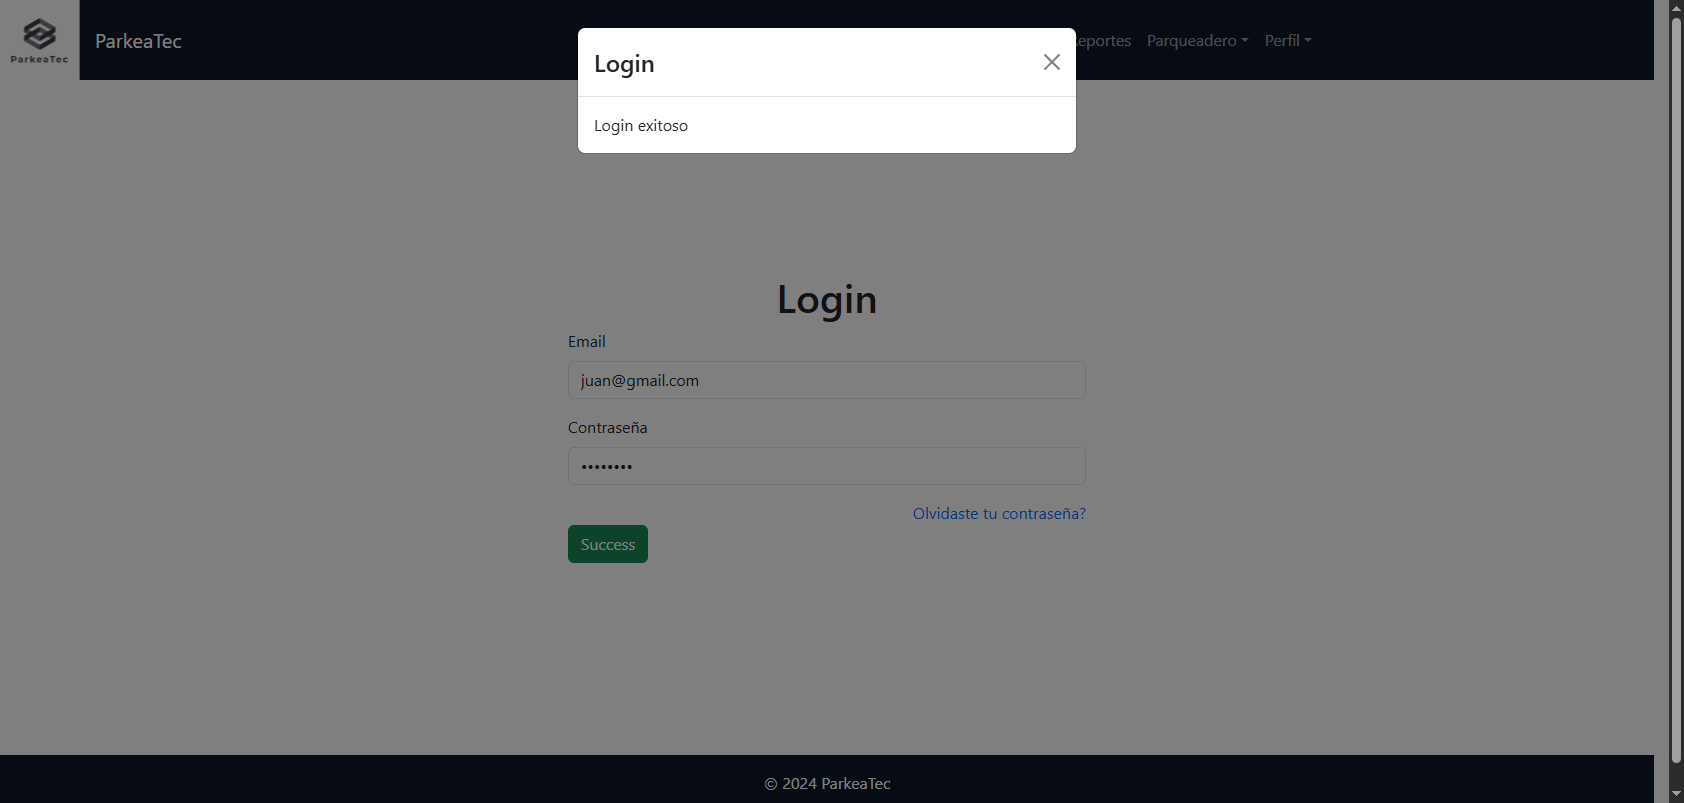 ParkeaTec
ParkeaTec
Parqueadero
Perfil
Login
Login exitoso
Login
Email
juan@gmail.com
Contraseña
Olvidaste tu contraseña?
Success
© 2024 ParkeaTec